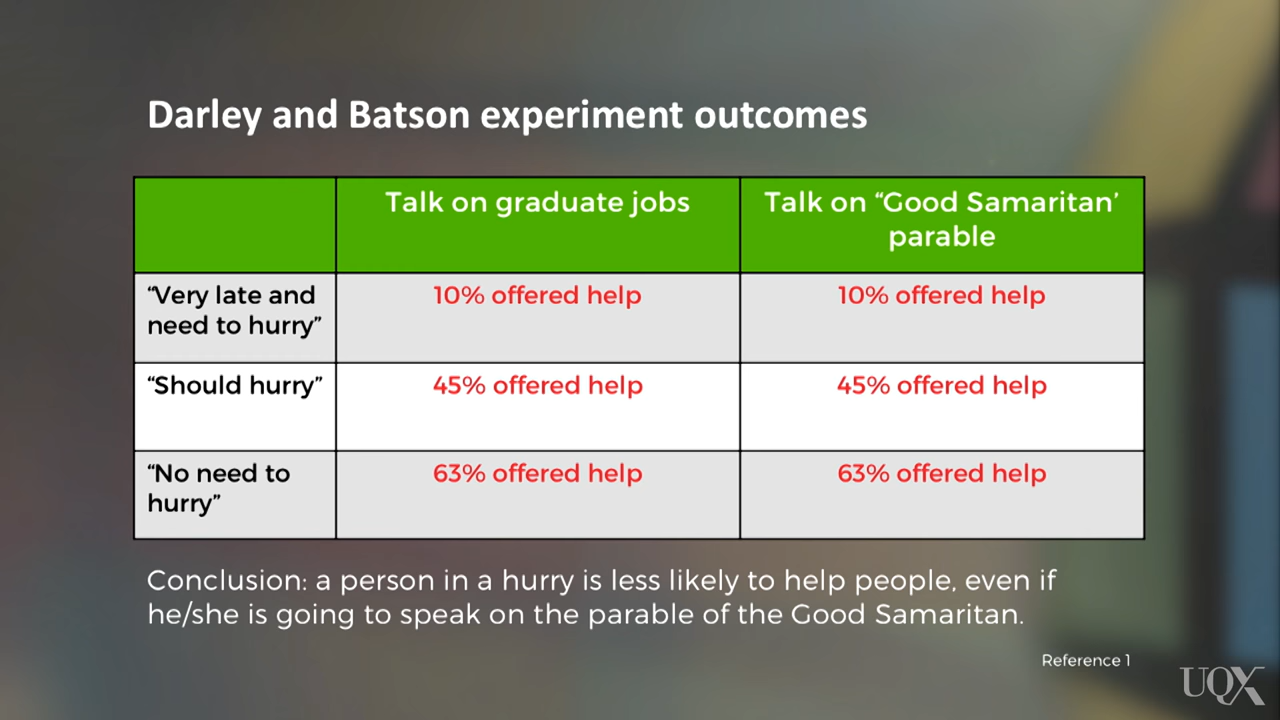 Darley and Batson experiment outcomes
Talk on graduate jobs
Talk on “Good Samaritan’
parable
“Very late and
need to hurry”
10% offered help
10% offered help
“Should hurry”
45% offered help
45% offered help
“No need to
hurry”
63% offered help
63% offered help
Conclusion: a person in a hurry is less likely to help people, even if
he/she is going to speak on the parable of the Good Samaritan.
Reference 1
UQX